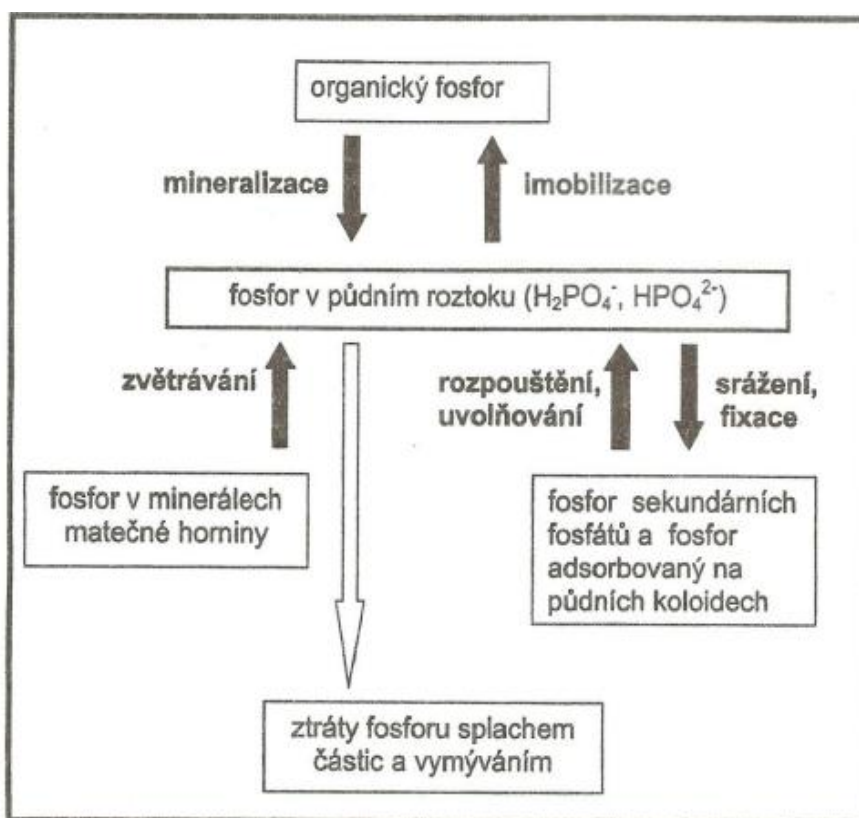 organický fosfor
mineralizace
imobilizace
fosfor v půdním roztoku (H₂PO₄⁻, HPO₄²⁻)
zvětrávání
rozpouštění,
uvolňování
srážení,
fixace
fosfor v minerálech
matečné horniny
fosfor sekundárních
fosfátů a fosfor
adsorbovaný na
půdních koloidech
ztráty fosforu splachem
částic a vymýváním